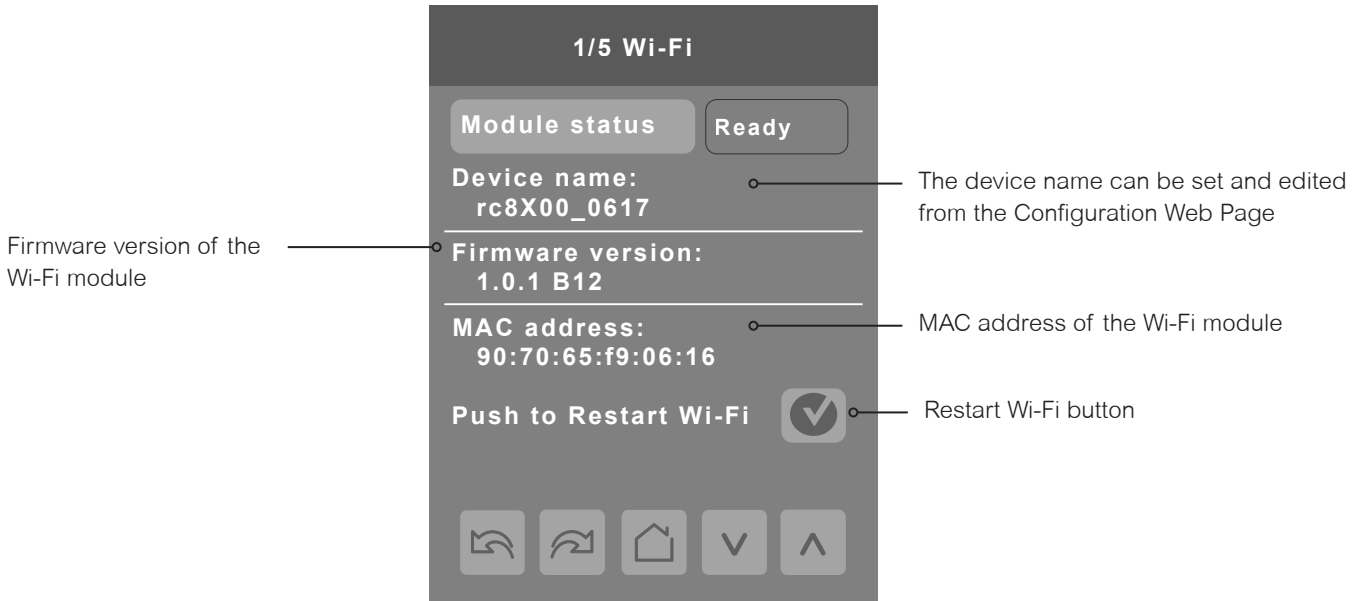 1/5 Wi-Fi
Module status
Ready
Device name:
rc8X00_0617
The device name can be set and edited
from the Configuration Web Page
Firmware version of the
Wi-Fi module
Firmware version:
1.0.1 B12
MAC address:
90:70:65:f9:06:16
MAC address of the Wi-Fi module
Push to Restart Wi-Fi
Restart Wi-Fi button